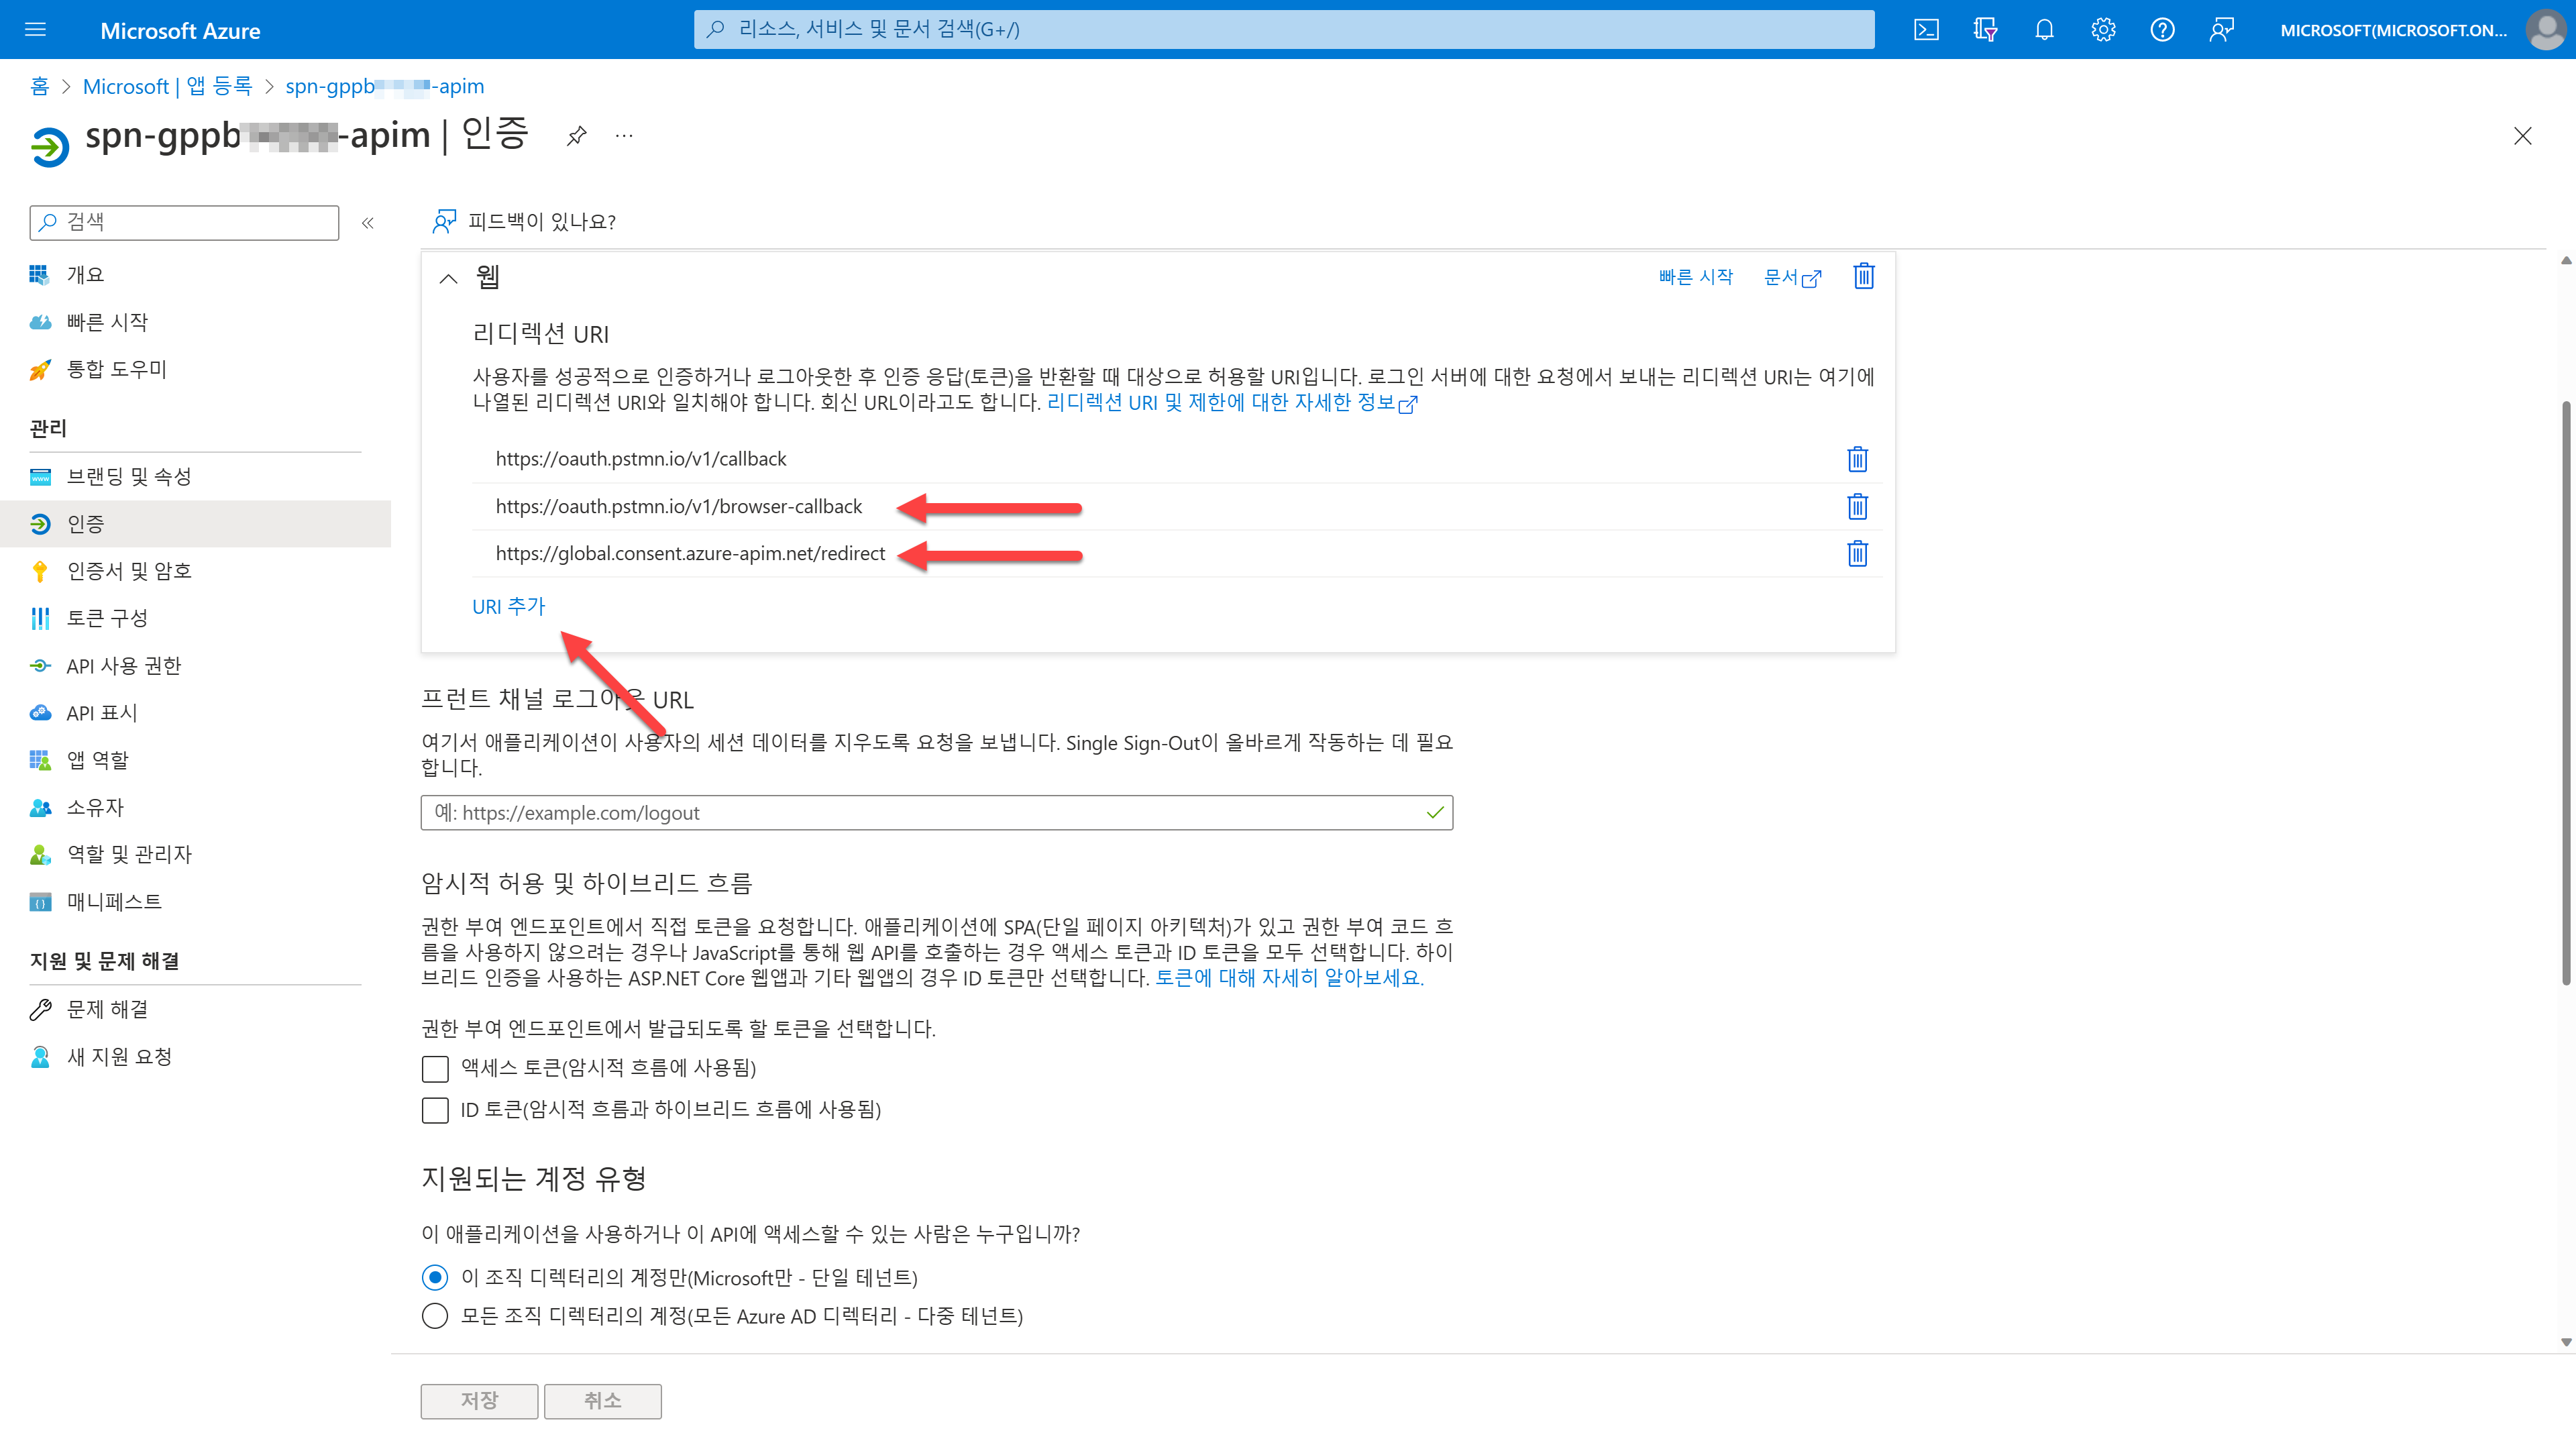 Microsoft Azure
리소스, 서비스 및 문서 검색(G+/)
MICROSOFT(MICROSOFT.ON...
홈 > Microsoft | 앱 등록 > spn-gppb -apim
spn-gppb -apim | 인증
검색
개요
빠른 시작
통합 도우미
관리
브랜딩 및 속성
인증
인증서 및 암호
토큰 구성
API 사용 권한
API 표시
앱 역할
소유자
역할 및 관리자
매니페스트
지원 및 문제 해결
문제 해결
새 지원 요청
피드백이 있나요?
웹
빠른 시작
문서
리디렉션 URI
사용자를 성공적으로 인증하거나 로그아웃한 후 인증 응답(토큰)을 반환할 때 대상으로 허용할 URI입니다. 로그인 서버에 대한 요청에서 보내는 리디렉션 URI는 여기에
나열된 리디렉션 URI와 일치해야 합니다. 회신 URL이라고도 합니다. 리디렉션 URI 및 제한에 대한 자세한 정보
https://oauth.pstmn.io/v1/callback
https://oauth.pstmn.io/v1/browser-callback
https://global.consent.azure-apim.net/redirect
URI 추가
프런트 채널 로그아웃 URL
여기서 애플리케이션이 사용자의 세션 데이터를 지우도록 요청을 보냅니다. Single Sign-Out이 올바르게 작동하는 데 필요
합니다.
예: https://example.com/logout
암시적 허용 및 하이브리드 흐름
권한 부여 엔드포인트에서 직접 토큰을 요청합니다. 애플리케이션에 SPA(단일 페이지 아키텍처)가 있고 권한 부여 코드 흐
름을 사용하지 않으려는 경우나 JavaScript를 통해 웹 API를 호출하는 경우 액세스 토큰과 ID 토큰을 모두 선택합니다. 하이
브리드 인증을 사용하는 ASP.NET Core 웹앱과 기타 웹앱의 경우 ID 토큰만 선택합니다. 토큰에 대해 자세히 알아보세요.
권한 부여 엔드포인트에서 발급되도록 할 토큰을 선택합니다.
액세스 토큰(암시적 흐름에 사용됨)
ID 토큰(암시적 흐름과 하이브리드 흐름에 사용됨)
지원되는 계정 유형
이 애플리케이션을 사용하거나 이 API에 액세스할 수 있는 사람은 누구입니까?
이 조직 디렉터리의 계정만(Microsoft만 - 단일 테넌트)
모든 조직 디렉터리의 계정(모든 Azure AD 디렉터리 - 다중 테넌트)
저장
취소